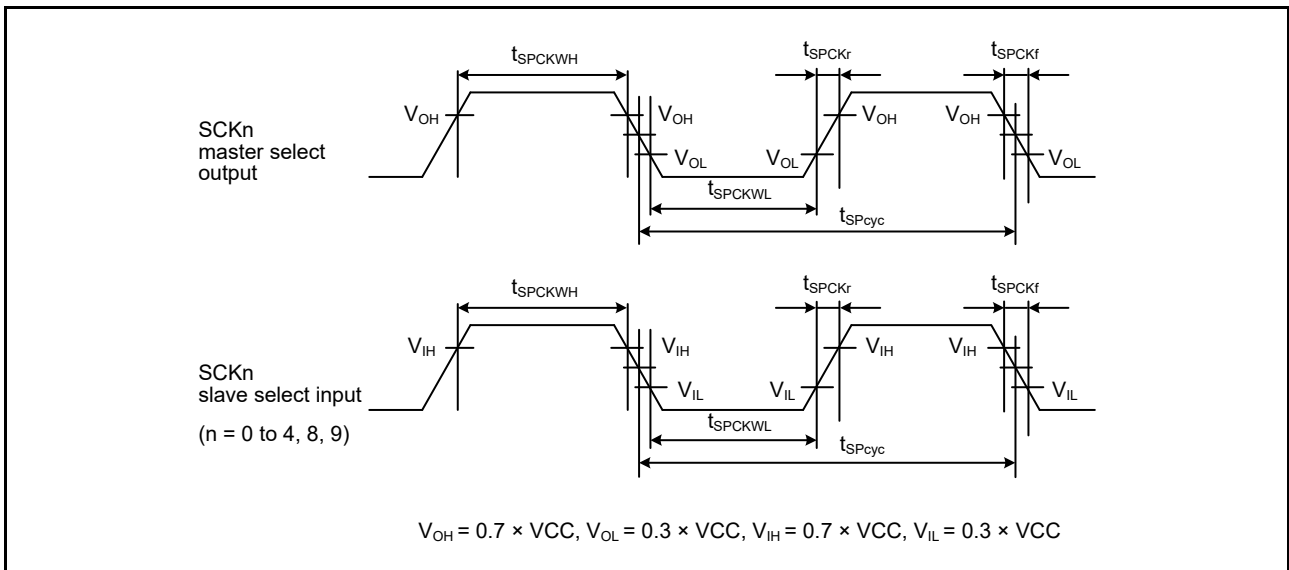 tSPCKWH
tSPCKr
tSPCKf
VOH
VOH
VOH
VOH
SCKn
master select
output
VOL
VOL
VOL
tSPCKWL
tSPcyc
tSPCKWH
tSPCKr
tSPCKf
VIH
VIH
VIH
VIH
SCKn
slave select input
(n = 0 to 4, 8, 9)
VIL
VIL
VIL
tSPCKWL
tSPcyc
VOH = 0.7 × VCC, VOL = 0.3 × VCC, VIH = 0.7 × VCC, VIL = 0.3 × VCC